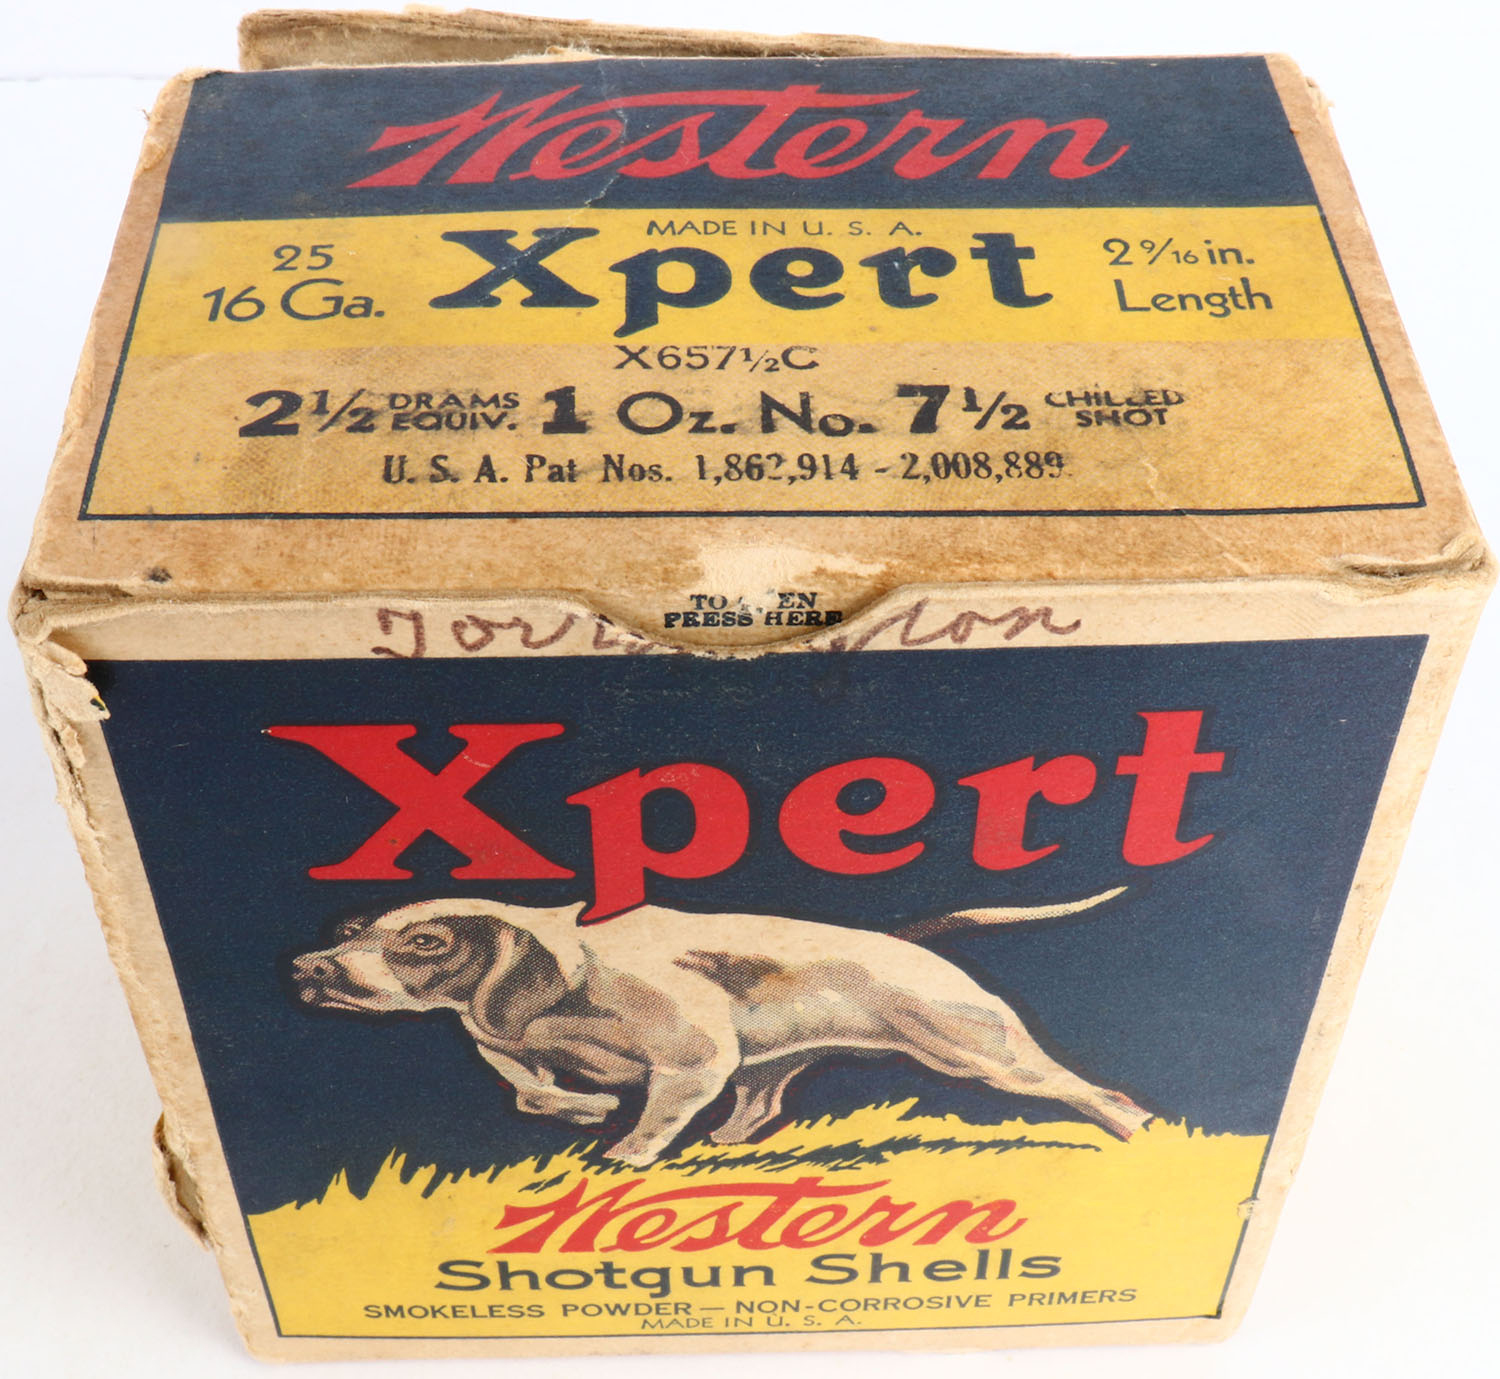 Western
MADE IN U. S. A.
25
16 Ga.
Xpert
2 9/16 in.
Length
X657½C
2½ DRAMS EQUIV. 1 Oz. No. 7½ CHILLED SHOT
U. S. A. Pat Nos. 1,862,914 - 2,008,889
PRESS HERE
Xpert
Western
Shotgun Shells
SMOKELESS POWDER — NON-CORROSIVE PRIMERS
MADE IN U. S. A.